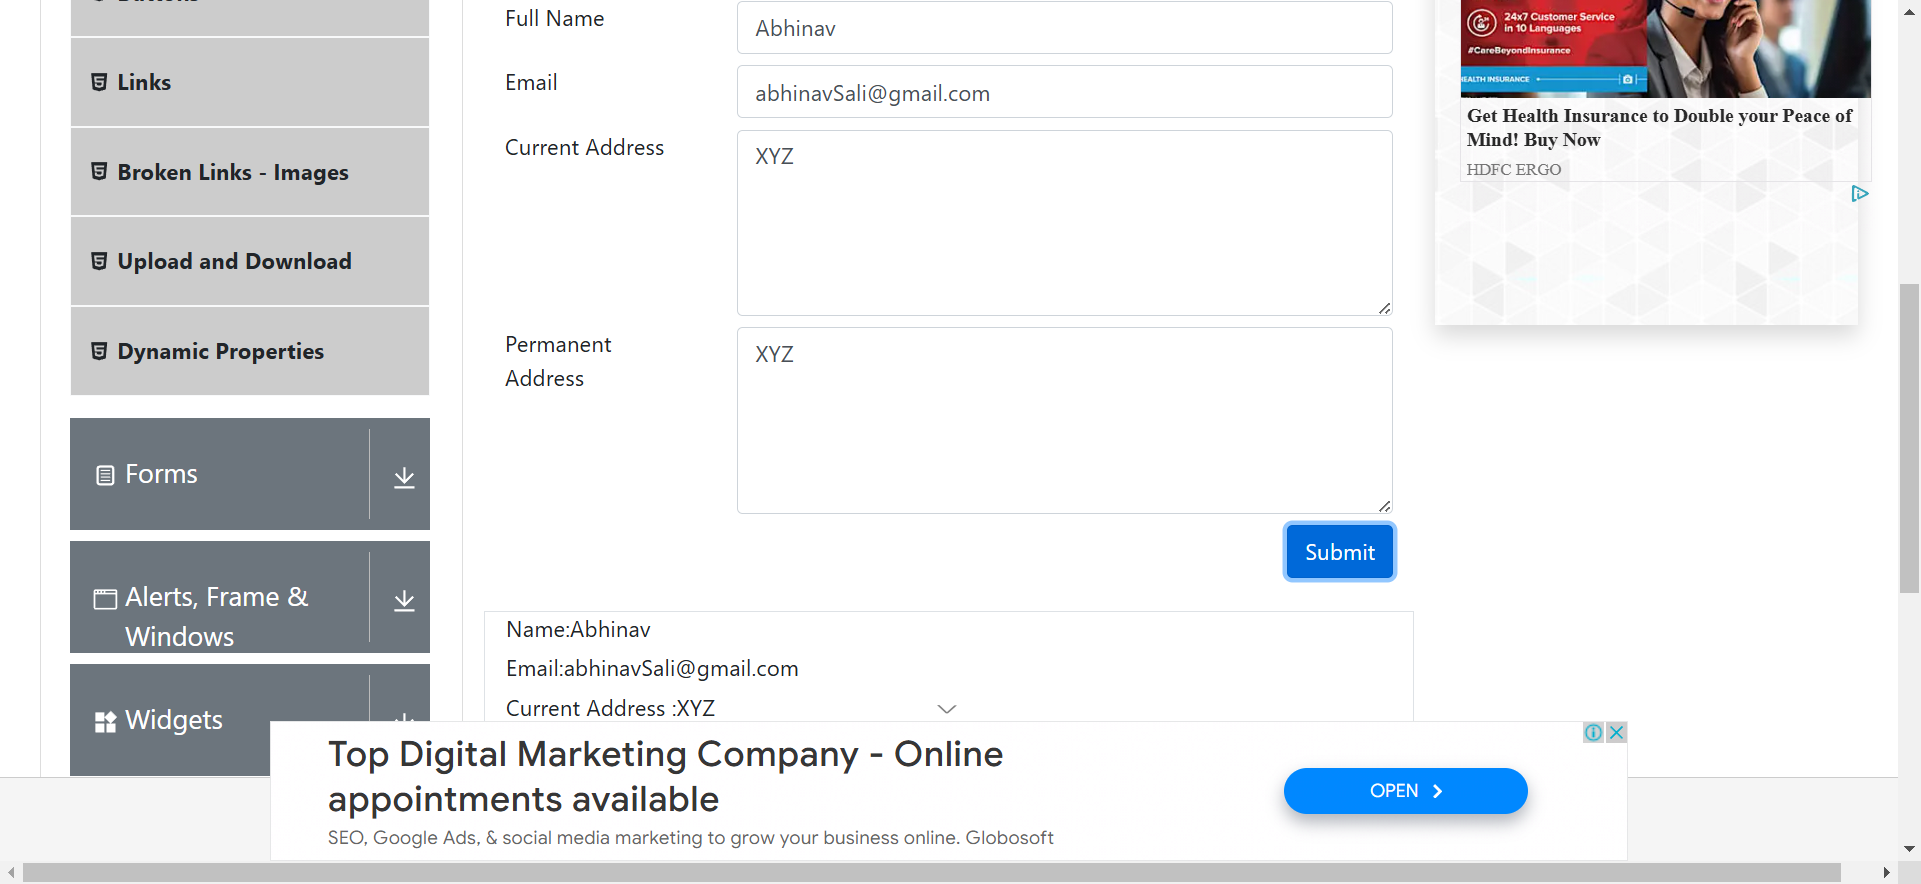 Links
Broken Links - Images
Upload and Download
Dynamic Properties
Forms
Alerts, Frame &
Windows
Widgets
Full Name
Abhinav
Email
abhinavSali@gmail.com
Current Address
XYZ
Permanent
Address
XYZ
Submit
Name:Abhinav
Email:abhinavSali@gmail.com
Current Address :XYZ
24x7 Customer Service
in 10 Languages
#CareBeyondInsurance
HEALTH INSURANCE
Get Health Insurance to Double your Peace of
Mind! Buy Now
HDFC ERGO
Top Digital Marketing Company - Online
appointments available
SEO, Google Ads, & social media marketing to grow your business online. Globosoft
OPEN